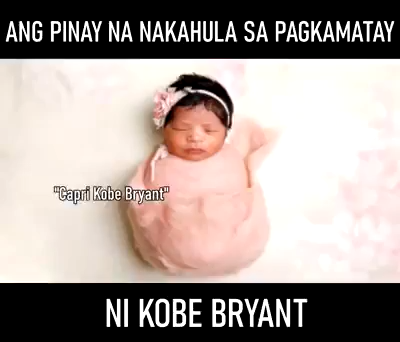 ANG PINAY NA NAKAHULA SA PAGKAMATAY
"Capri Kobe Bryant"
NI KOBE BRYANT